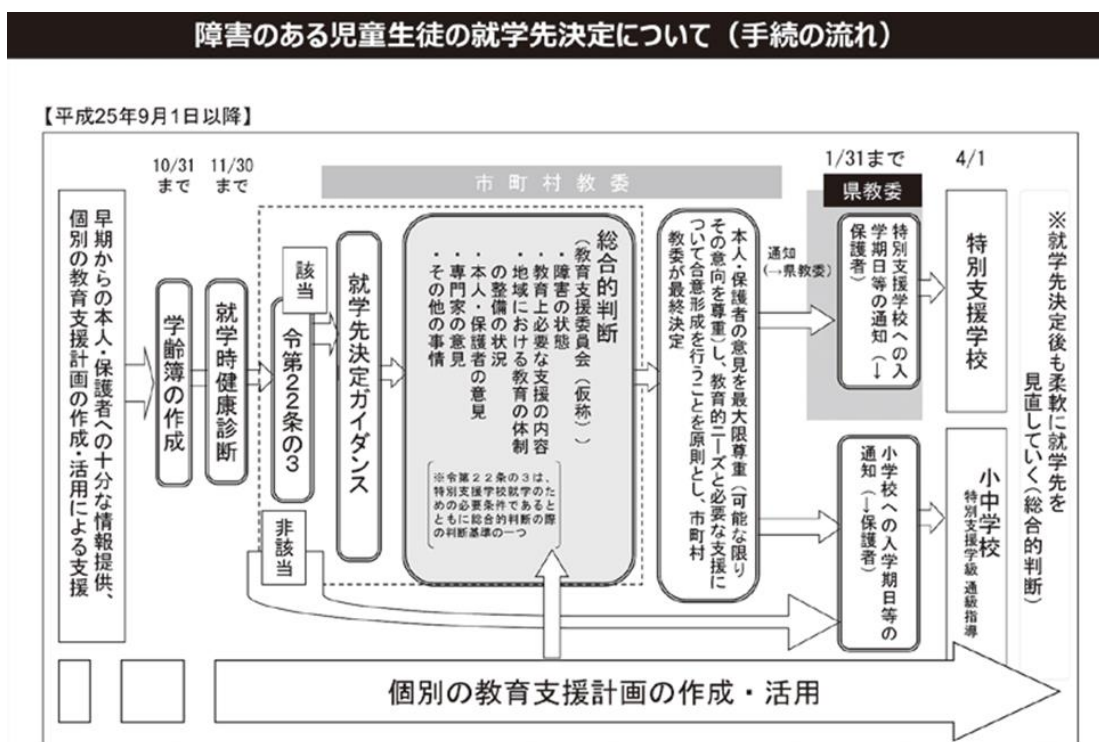 障害のある児童生徒の就学先決定について（手続の流れ）
【平成25年9月1日以降】
10/31
まで
11/30
まで
1/31まで
4/1
市町村教委
県教委
早期からの本人・保護者への十分な情報提供、
個別の教育支援計画の作成・活用による支援
学齢簿の作成
就学時健康診断
該当
令第22条の3
非該当
就学先決定ガイダンス
総合的判断
（教育支援委員会（仮称））
・障害の状態
・教育上必要な支援の内容
・地域における教育の体制
の整備の状況
・本人・保護者の意見
・専門家の意見
・その他の事情
※令第２２条の３は、
特別支援学校就学のた
めの必要条件であると
ともに総合的判断の際
の判断基準の一つ
本人・保護者の意見を最大限尊重（可能な限り
その意向を尊重）し、教育的ニーズと必要な支援に
ついて合意形成を行うことを原則とし、市町村
教委が最終決定
通知
（→県教委）
特別支援学校への入
学期日等の通知（→
保護者）
小学校への入学期日等の
通知（→保護者）
特別支援学校
小中学校
特別支援学級 通級指導
※就学先決定後も柔軟に就学先を
見直していく（総合的判断）
個別の教育支援計画の作成・活用